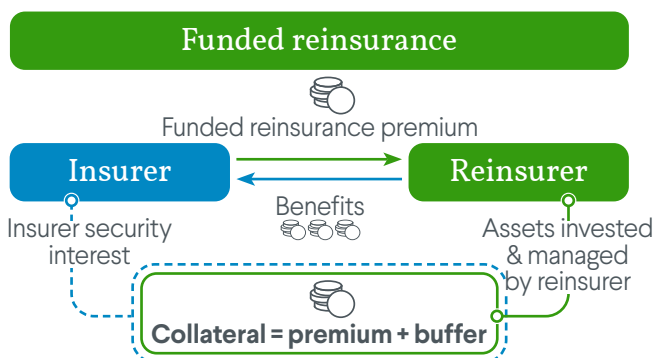 Funded reinsurance
Funded reinsurance premium
Insurer
Reinsurer
Benefits
Insurer security
interest
Assets invested
& managed
by reinsurer
Collateral = premium + buffer